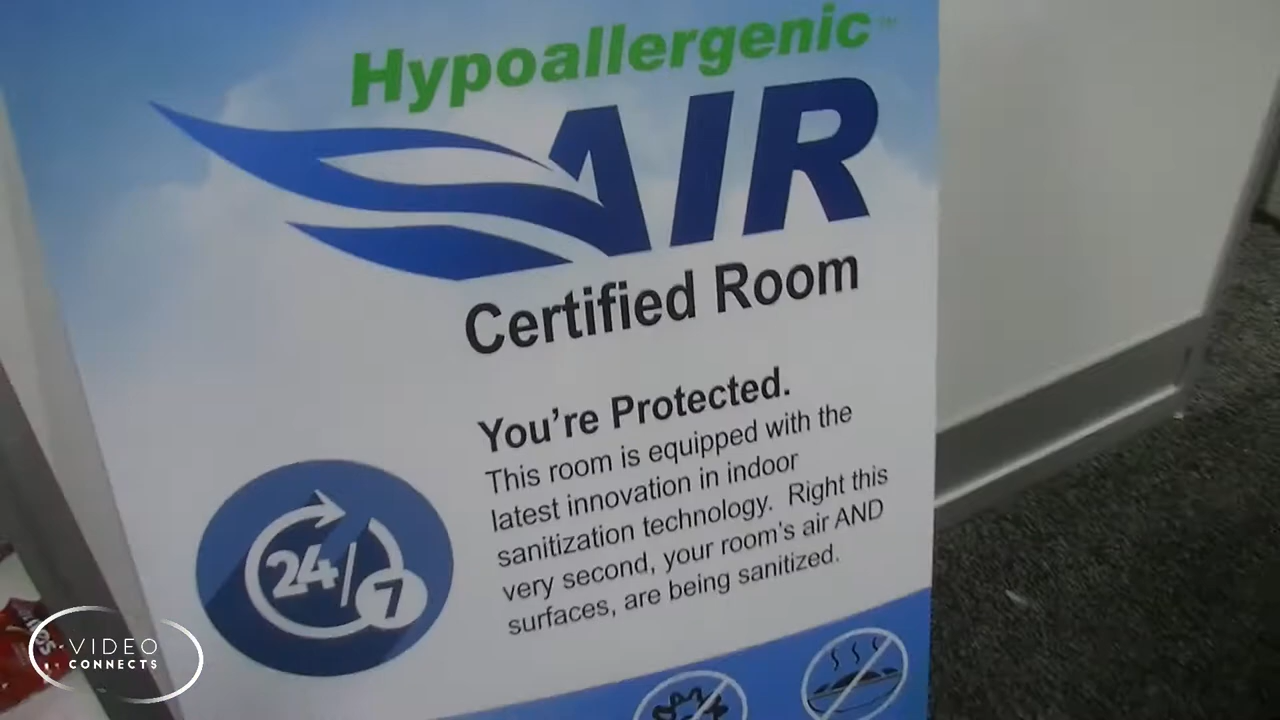 Hypoallergenic™
AIR
Certified Room
You're Protected.
This room is equipped with the
latest innovation in indoor
sanitization technology. Right this
very second, your room's air AND
surfaces, are being sanitized.
24/7
VIDEO
CONNECTS